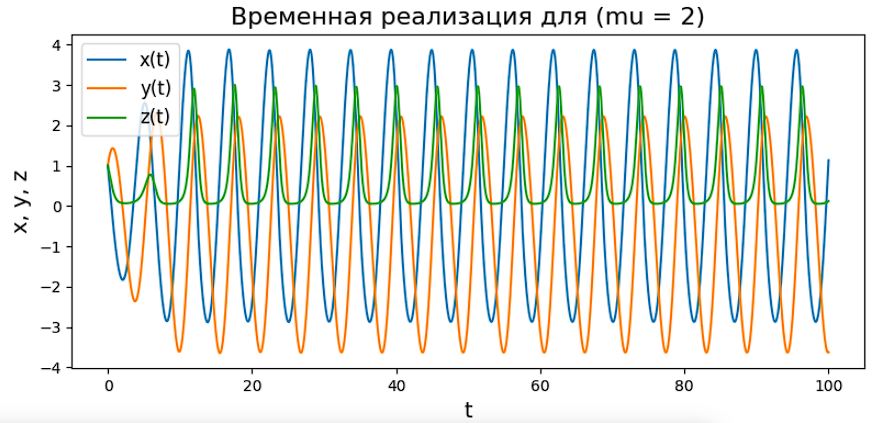 Временная реализация для (mu = 2)
x(t)
y(t)
z(t)
x, y, z
4
3
2
1
0
−1
−2
−3
−4
0 20 40 60 80 100
t